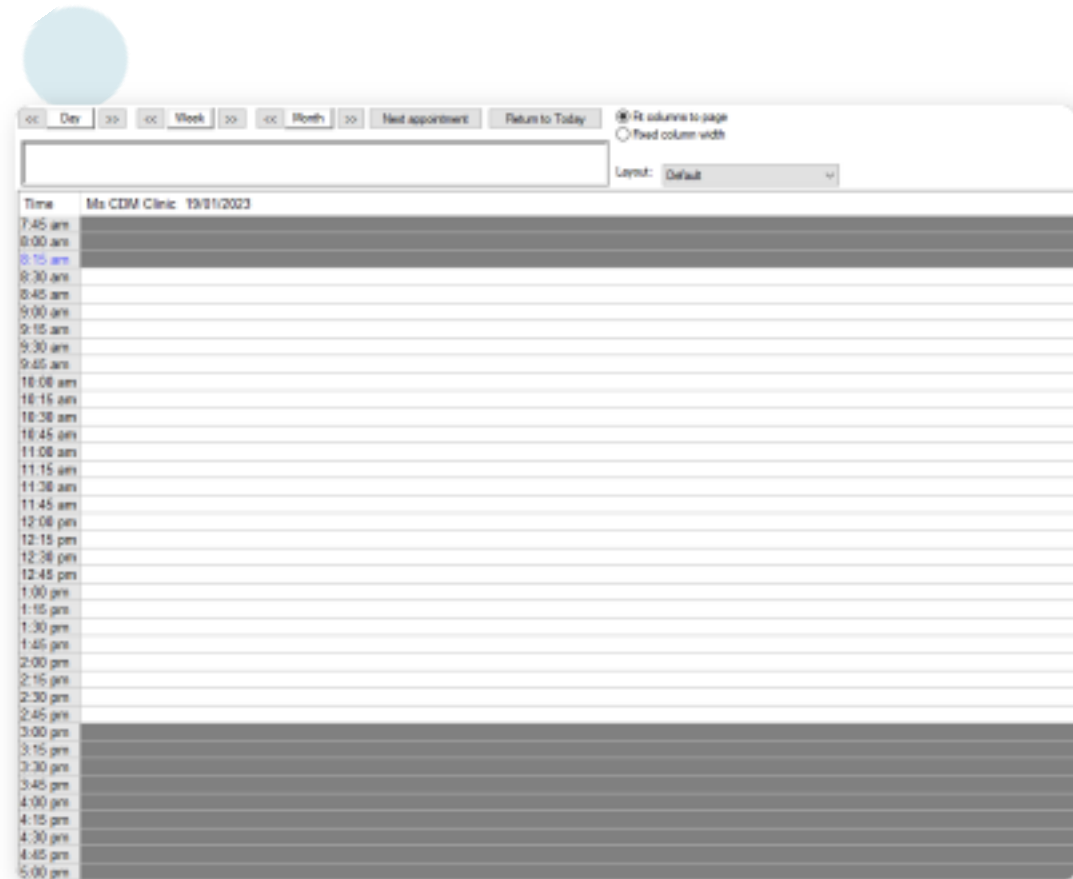 << Day >> << Week >> << Month >> Next appointment Return to Today
Fit columns to page
Fixed column width
Layout: Default
Time Ms CDM Clinic 19/01/2023
7:45 am
8:00 am
8:15 am
8:30 am
8:45 am
9:00 am
9:15 am
9:30 am
9:45 am
10:00 am
10:15 am
10:30 am
10:45 am
11:00 am
11:15 am
11:30 am
11:45 am
12:00 pm
12:15 pm
12:30 pm
12:45 pm
1:00 pm
1:15 pm
1:30 pm
1:45 pm
2:00 pm
2:15 pm
2:30 pm
2:45 pm
3:00 pm
3:15 pm
3:30 pm
3:45 pm
4:00 pm
4:15 pm
4:30 pm
4:45 pm
5:00 pm